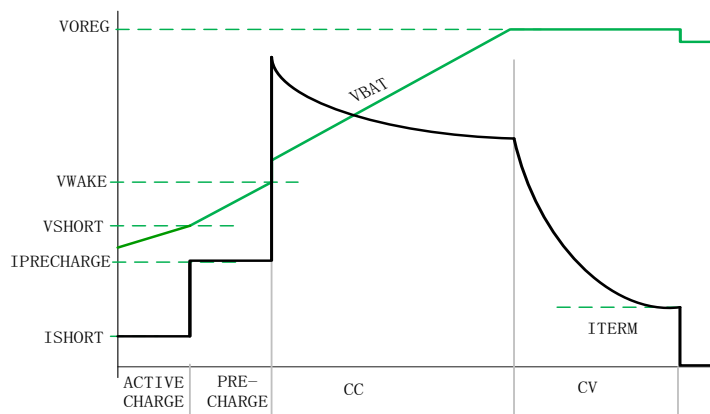 VOREG
VBAT
VWAKE
VSHORT
IPRECHARGE
ISHORT
ITERM
ACTIVE
CHARGE
PRE-
CHARGE
CC
CV